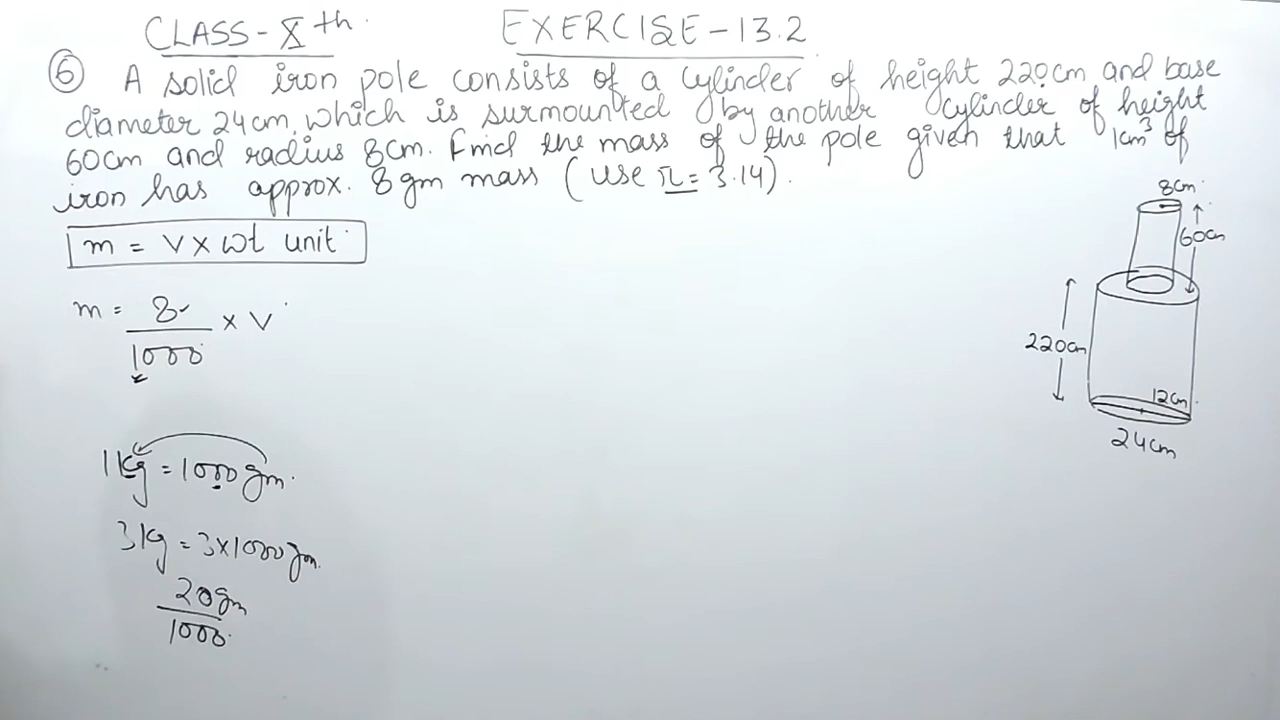 CLASS-Xth. EXERCISE-13.2
⑥ A solid iron pole consists of a cylinder of height 220cm and base
diameter 24cm, which is surmounted by another cylinder of height
60cm and radius 8cm. Find the mass of the pole given that 1cm³ of
iron has approx. 8gm mass (use π = 3.14).
m = V × wt unit
m = 8/1000 × V
1Kg = 1000gm.
3Kg = 3×1000gm.
20gm/1000
8cm
60cm
220cm
12cm
24cm